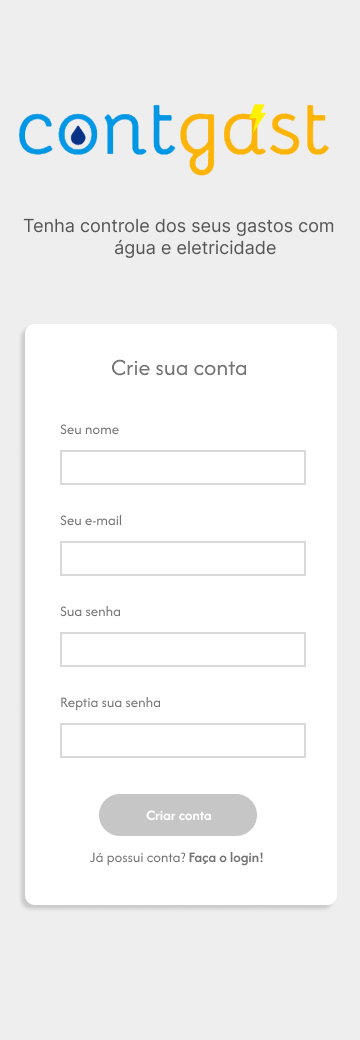 contgast
Tenha controle dos seus gastos com
água e eletricidade
Crie sua conta
Seu nome
Seu e-mail
Sua senha
Reptia sua senha
Criar conta
Já possui conta? Faça o login!